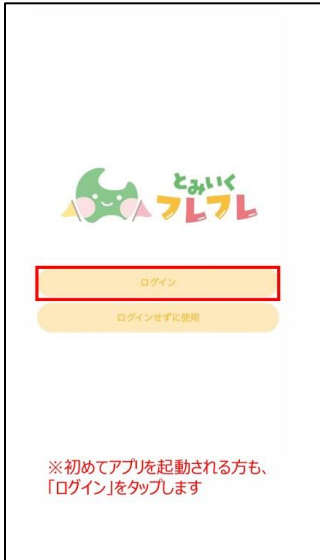 とみいく
フレフレ
ログイン
ログインせずに使用
※初めてアプリを起動される方も、
「ログイン」をタップします